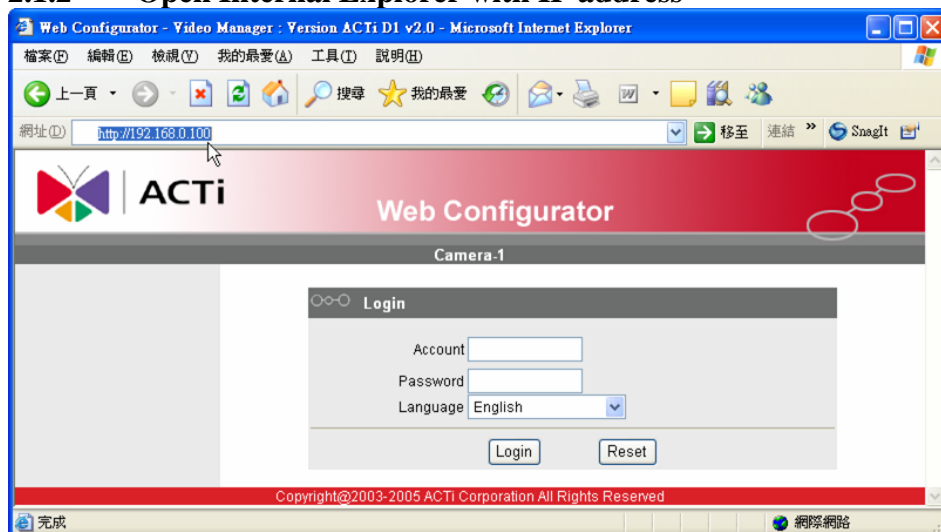 2.1.2 Open Internal Explorer with IP address
Web Configurator - Video Manager : Version ACTi D1 v2.0 - Microsoft Internet Explorer
檔案(F) 編輯(E) 檢視(V) 我的最愛(A) 工具(T) 說明(H)
上一頁 搜尋 我的最愛
網址(D) http://192.168.0.100 移至 連結 » SnagIt
ACTi
Web Configurator
Camera-1
Login
Account
Password
Language English
Login Reset
Copyright@2003-2005 ACTi Corporation All Rights Reserved
完成 網際網路